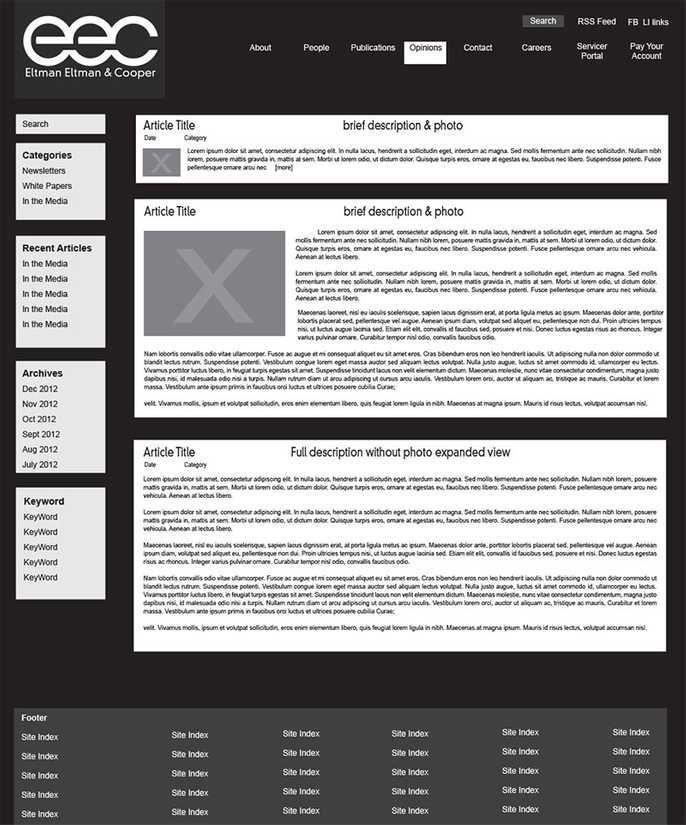 eec
Eltman Eltman & Cooper
Search
RSS Feed
FB LI links
About
People
Publications
Opinions
Contact
Careers
Servicer
Portal
Pay Your
Account
Search
Categories
Newsletters
White Papers
In the Media
Recent Articles
In the Media
In the Media
In the Media
In the Media
In the Media
Archives
Dec 2012
Nov 2012
Oct 2012
Sept 2012
Aug 2012
July 2012
Keyword
KeyWord
KeyWord
KeyWord
KeyWord
KeyWord
Article Title brief description & photo
Date Category
X
Lorem ipsum dolor sit amet, consectetur adipiscing elit. In nulla lacus, hendrerit a sollicitudin eget, interdum ac magna. Sed mollis fermentum ante nec sollicitudin. Nullam nibh
lorem, posuere mattis gravida in, mattis at sem. Morbi ut lorem odio, ut dictum dolor. Quisque turpis eros, ornare at egestas eu, faucibus nec libero. Suspendisse potenti. Fusce
pellentesque ornare arcu nec [more]
Article Title brief description & photo
X
Lorem ipsum dolor sit amet, consectetur adipiscing elit. In nulla lacus, hendrerit a sollicitudin eget, interdum ac magna. Sed
mollis fermentum ante nec sollicitudin. Nullam nibh lorem, posuere mattis gravida in, mattis at sem. Morbi ut lorem odio, ut dictum dolor.
Quisque turpis eros, ornare at egestas eu, faucibus nec libero. Suspendisse potenti. Fusce pellentesque ornare arcu nec vehicula.
Aenean at lectus libero.
Lorem ipsum dolor sit amet, consectetur adipiscing elit. In nulla lacus, hendrerit a sollicitudin eget, interdum ac magna. Sed mollis
fermentum ante nec sollicitudin. Nullam nibh lorem, posuere mattis gravida in, mattis at sem. Morbi ut lorem odio, ut dictum dolor.
Quisque turpis eros, ornare at egestas eu, faucibus nec libero. Suspendisse potenti. Fusce pellentesque ornare arcu nec vehicula.
Aenean at lectus libero.
Maecenas laoreet, nisl eu iaculis scelerisque, sapien lacus dignissim erat, at porta ligula metus ac ipsum. Maecenas dolor ante, porttitor
lobortis placerat sed, pellentesque vel augue. Aenean ipsum diam, volutpat sed aliquet eu, pellentesque non dui. Proin ultricies tempus
nisi, ut luctus augue lacinia sed. Etiam elit elit, convallis id faucibus sed, posuere et nisi. Donec luctus egestas risus ac rhoncus. Integer
varius pulvinar ornare. Curabitur tempor nisl odio, convallis odio, convallis faucibus.
Nam lobortis convallis odio vitae ullamcorper. Fusce ac augue et mi consequat aliquet eu sit amet eros. Cras bibendum eros non leo hendrerit iaculis. Ut adipiscing nulla non dolor commodo ut
blandit lectus rutrum. Suspendisse potenti. Vestibulum congue lorem eget massa auctor sed aliquam lectus volutpat. Nulla justo augue, luctus sit amet commodo id, ullamcorper eu lectus.
Vivamus tincidunt libero ut metus viverra, in feugiat turpis egestas. Suspendisse tincidunt lacus non velit elementum dictum. Maecenas molestie, nunc vitae consectetur condimentum, magna justo
dapibus nisi, id malesuada odio nisi a turpis. Nullam rutrum diam ut arcu adipiscing ut cursus arcu iaculis. Vestibulum lorem orci, auctor ut aliquam ac, tristique ac mauris. Curabitur et lorem
massa. Vestibulum ante ipsum primis in faucibus orci luctus et ultrices posuere cubilia Curae;
velit. Vivamus mollis, ipsum et volutpat sollicitudin, eros enim elementum libero, quis feugiat lorem ligula in nibh. Maecenas at magna ipsum. Mauris id risus lectus, volutpat accumsan nisl.
Article Title Full description without photo expanded view
Date Category
Lorem ipsum dolor sit amet, consectetur adipiscing elit. In nulla lacus, hendrerit a sollicitudin eget, interdum ac magna. Sed mollis fermentum ante nec sollicitudin. Nullam nibh lorem, posuere
mattis gravida in, mattis at sem. Morbi ut lorem odio, ut dictum dolor. Quisque turpis eros, ornare at egestas eu, faucibus nec libero. Suspendisse potenti. Fusce pellentesque ornare arcu nec
vehicula. Aenean at lectus libero.
Lorem ipsum dolor sit amet, consectetur adipiscing elit. In nulla lacus, hendrerit a sollicitudin eget, interdum ac magna. Sed mollis fermentum ante nec sollicitudin. Nullam nibh lorem, posuere
mattis gravida in, mattis at sem. Morbi ut lorem odio, ut dictum dolor. Quisque turpis eros, ornare at egestas eu, faucibus nec libero. Suspendisse potenti. Fusce pellentesque ornare arcu nec
vehicula. Aenean at lectus libero.
Maecenas laoreet, nisl eu iaculis scelerisque, sapien lacus dignissim erat, at porta ligula metus ac ipsum. Maecenas dolor ante, porttitor lobortis placerat sed, pellentesque vel augue. Aenean
ipsum diam, volutpat sed aliquet eu, pellentesque non dui. Proin ultricies tempus nisi, ut luctus augue lacinia sed. Etiam elit elit, convallis id faucibus sed, posuere et nisi. Donec luctus egestas
risus ac rhoncus. Integer varius pulvinar ornare. Curabitur tempor nisl odio, convallis faucibus.
Nam lobortis convallis odio vitae ullamcorper. Fusce ac augue et mi consequat aliquet eu sit amet eros. Cras bibendum eros non leo hendrerit iaculis. Ut adipiscing nulla non dolor commodo ut
blandit lectus rutrum. Suspendisse potenti. Vestibulum congue lorem eget massa auctor sed aliquam lectus volutpat. Nulla justo augue, luctus sit amet commodo id, ullamcorper eu lectus.
Vivamus libero ut metus viverra, in feugiat turpis egestas. Suspendisse tincidunt lacus non velit elementum dictum. Maecenas molestie, nunc vitae consectetur condimentum, magna justo
dapibus nisi, id malesuada odio nisi a turpis. Nullam rutrum diam ut arcu adipiscing ut cursus arcu iaculis. Vestibulum lorem orci, auctor ut aliquam ac, tristique ac mauris. Curabitur et lorem
massa. Vestibulum ante ipsum primis in faucibus orci luctus et ultrices posuere cubilia Curae;
velit. Vivamus mollis, ipsum et volutpat sollicitudin, eros enim elementum libero, quis feugiat lorem ligula in nibh. Maecenas at magna ipsum. Mauris id risus lectus, volutpat accumsan nisl.
Footer
Site Index Site Index Site Index Site Index Site Index Site Index
Site Index Site Index Site Index Site Index Site Index Site Index
Site Index Site Index Site Index Site Index Site Index Site Index
Site Index Site Index Site Index Site Index Site Index Site Index
Site Index Site Index Site Index Site Index Site Index Site Index